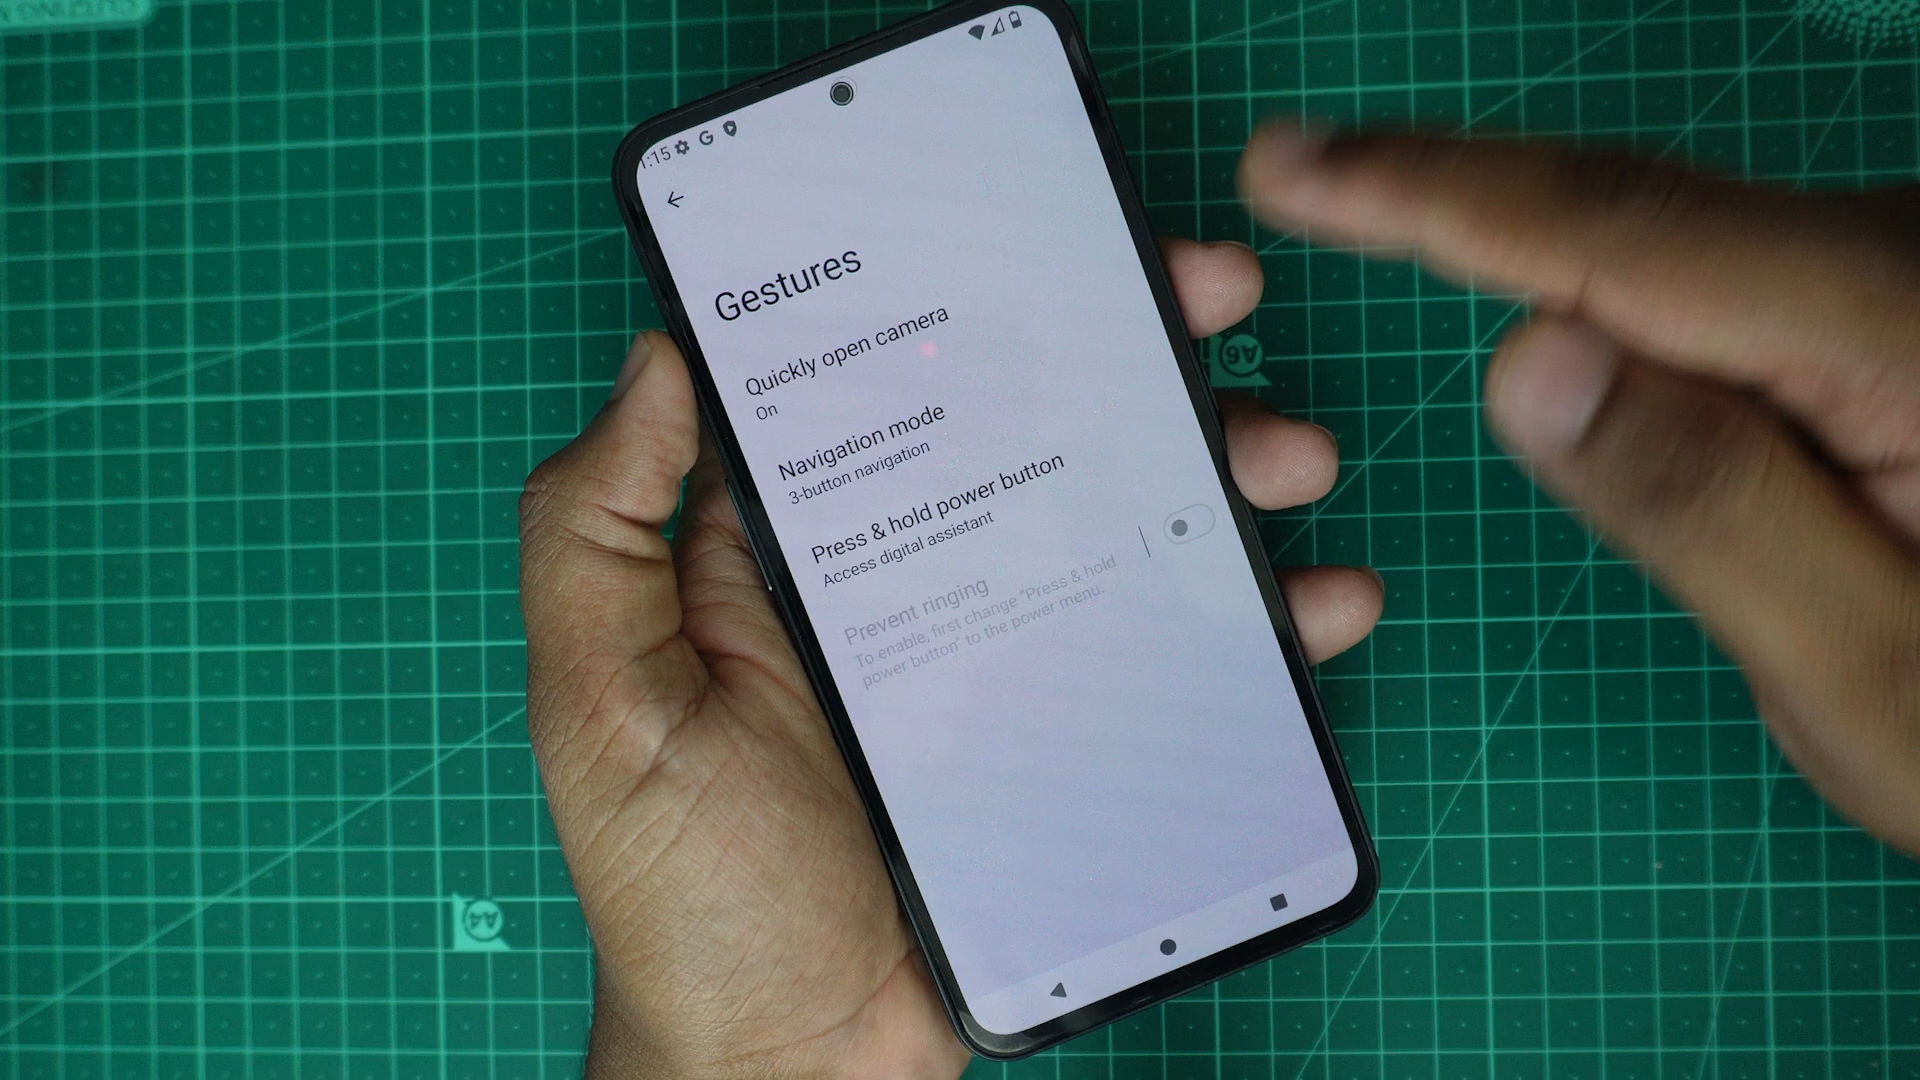 :15
Gestures
Quickly open camera
On
Navigation mode
3-button navigation
Press & hold power button
Access digital assistant
Prevent ringing
To enable, first change "Press & hold
power button" to the power menu.
A6
A4